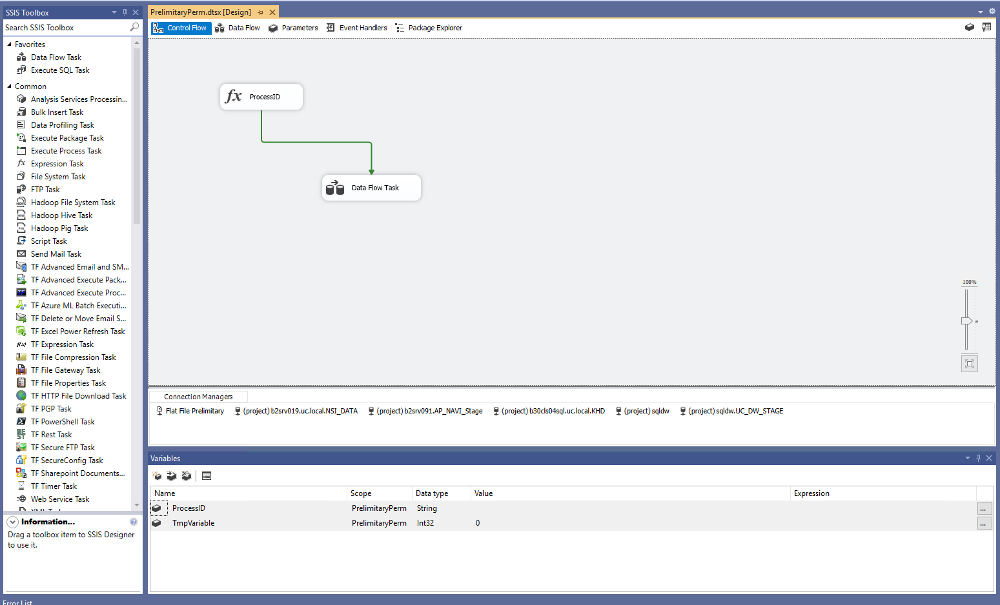 SSIS Toolbox
Search SSIS Toolbox
Favorites
Data Flow Task
Execute SQL Task
Common
Analysis Services Processin...
Bulk Insert Task
Data Profiling Task
Execute Package Task
Execute Process Task
fx Expression Task
File System Task
FTP Task
Hadoop File System Task
Hadoop Hive Task
Hadoop Pig Task
Script Task
Send Mail Task
TF Advanced Email and SM...
TF Advanced Execute Pack...
TF Advanced Execute Proc...
TF Azure ML Batch Executi...
TF Delete or Move Email S...
TF Excel Power Refresh Task
f(x) TF Expression Task
TF File Compression Task
TF File Gateway Task
TF File Properties Task
TF HTTP File Download Task
TF PGP Task
TF PowerShell Task
TF Rest Task
TF Secure FTP Task
TF SecureConfig Task
TF Sharepoint Documents...
TF Timer Task
Web Service Task
Information...
Drag a toolbox item to SSIS Designer
to use it.
PrelimitaryPerm.dtsx [Design]
Control Flow Data Flow Parameters Event Handlers Package Explorer
fx ProcessID
Data Flow Task
100%
Connection Managers
Flat File Prelimitary (project) b2srv019.uc.local.NSI_DATA (project) b2srv091.AP_NAVI_Stage (project) b30cls04sql.uc.local.KHD (project) sqldw (project) sqldw.UC_DW_STAGE
Variables
Name Scope Data type Value Expression
ProcessID PrelimitaryPerm String ...
TmpVariable PrelimitaryPerm Int32 0 ...
Error List